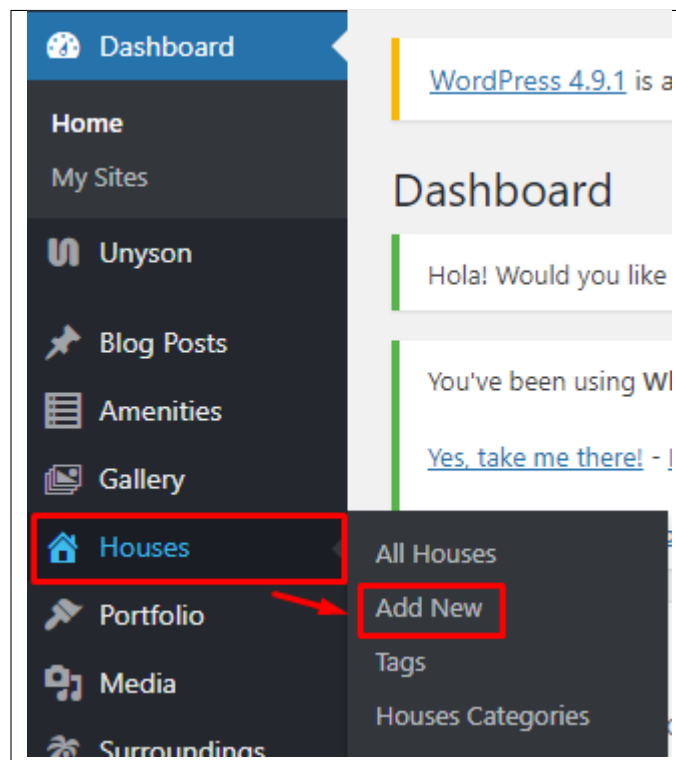 Dashboard
Home
My Sites
Unyson
Blog Posts
Amenities
Gallery
Houses
Portfolio
Media
Surroundings
WordPress 4.9.1 is a
Dashboard
Hola! Would you like
You've been using
Yes, take me there! -
All Houses
Add New
Tags
Houses Categories